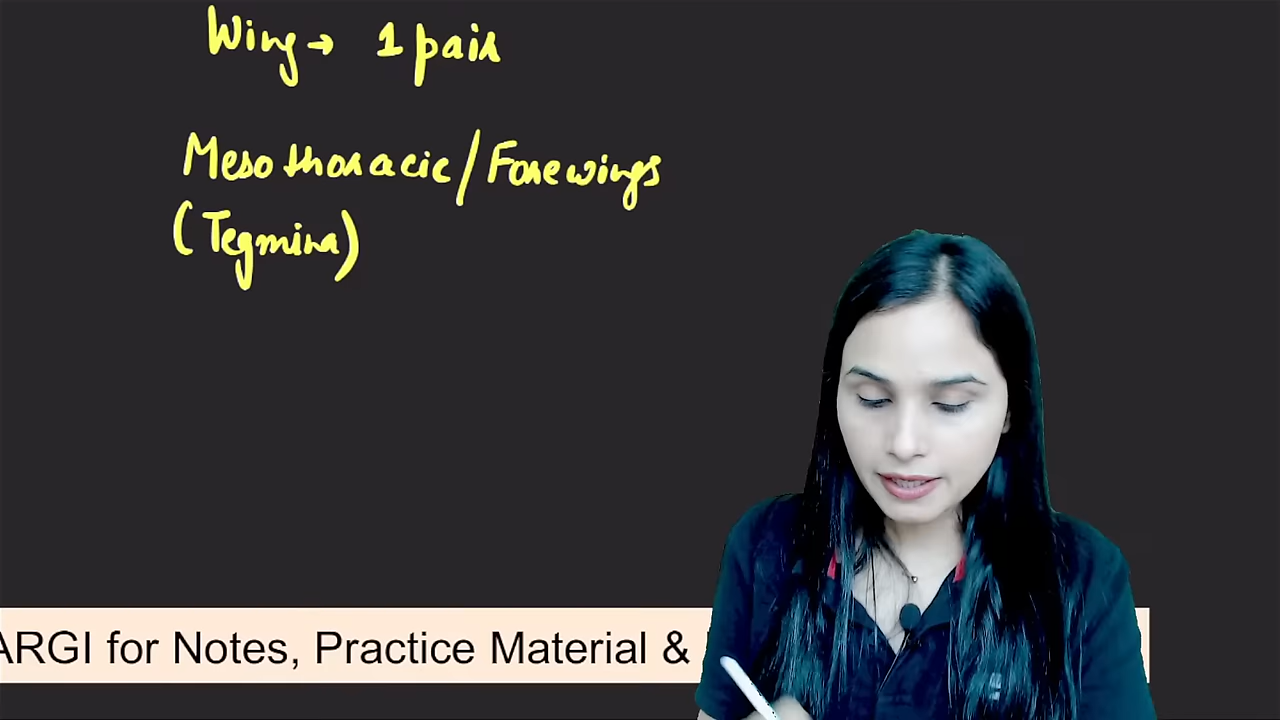 Wing → 1 pair
Mesothoracic/Forewings
(Tegmina)
ARGI for Notes, Practice Material &